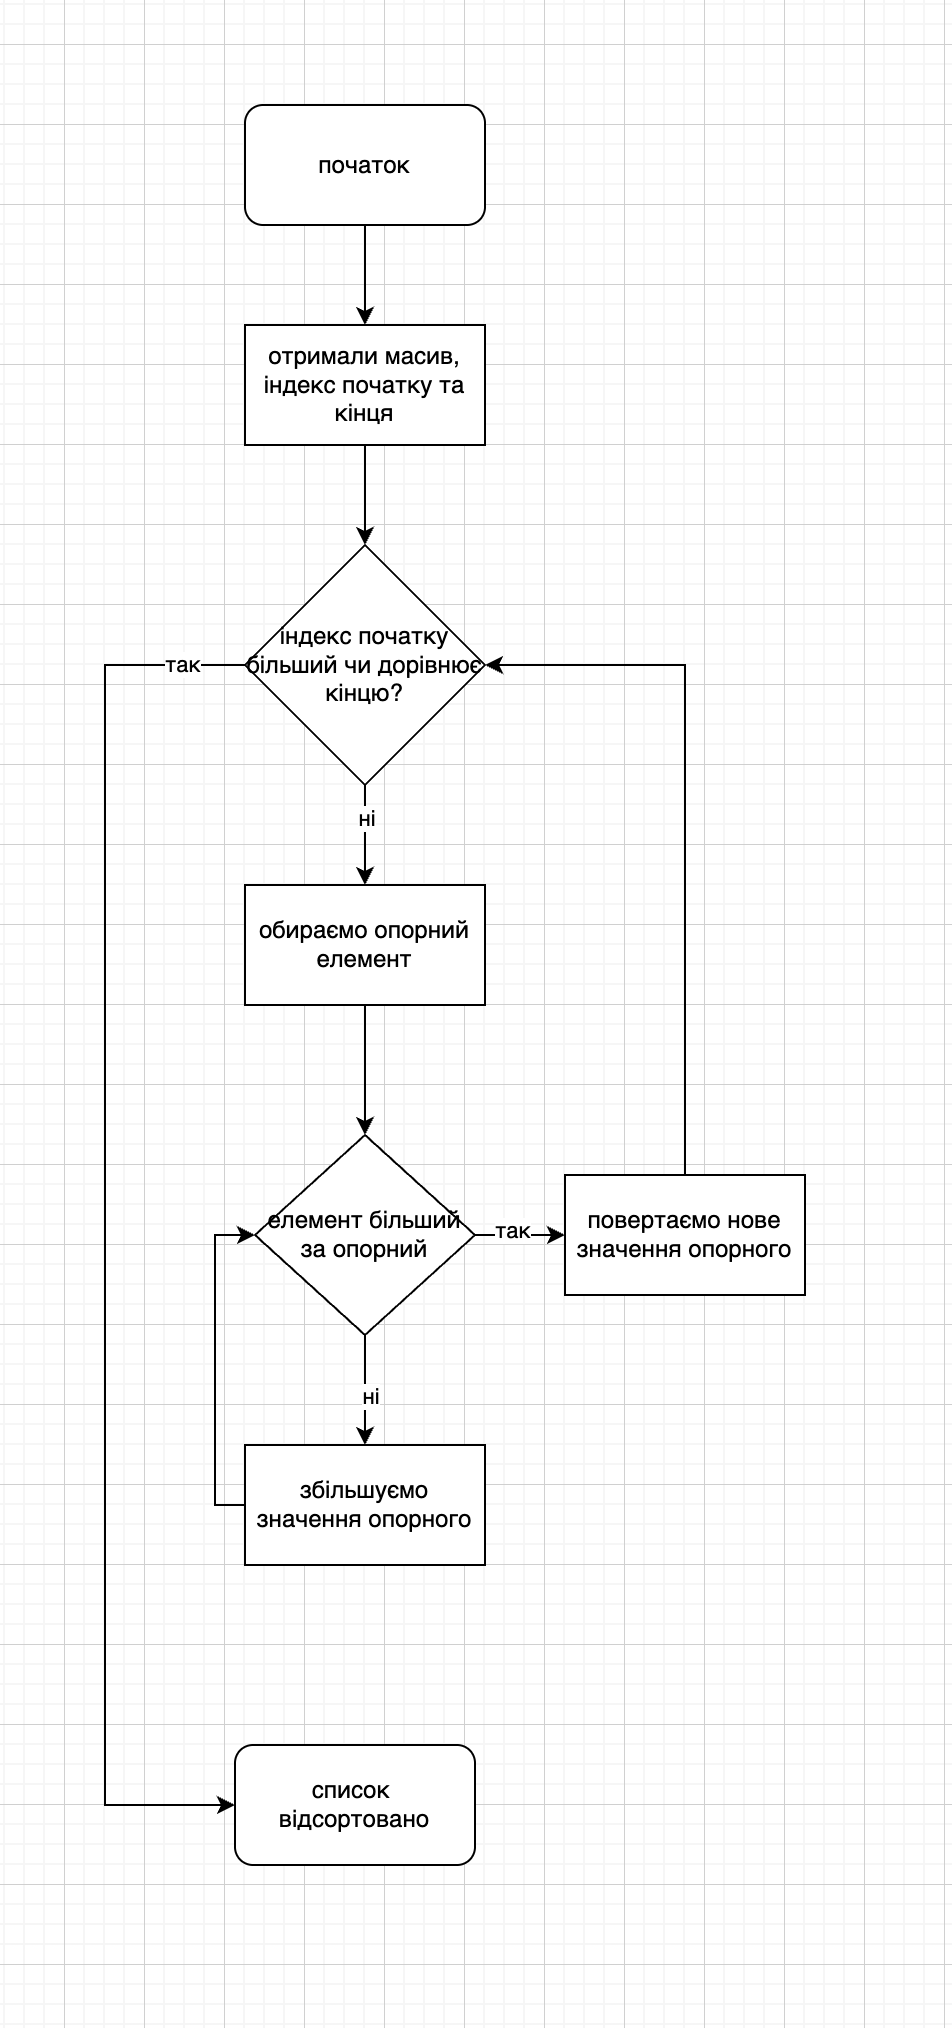 початок
отримали масив,
індекс початку та
кінця
індекс початку
більший чи дорівнює
кінцю?
так
ні
обираємо опорний
елемент
елемент більший
за опорний
так
повертаємо нове
значення опорного
ні
збільшуємо
значення опорного
список
відсортовано